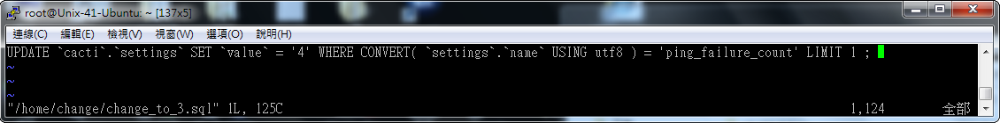 root@Unix-41-Ubuntu: ~ [137x5]
連線(C) 編輯(E) 檢視(V) 視窗(W) 選項(O) 說明(H)
UPDATE `cacti`.`settings` SET `value` = '4' WHERE CONVERT( `settings`.`name` USING utf8 ) = 'ping_failure_count' LIMIT 1 ;
~
~
~
"/home/change/change_to_3.sql" 1L, 125C 1,124 全部